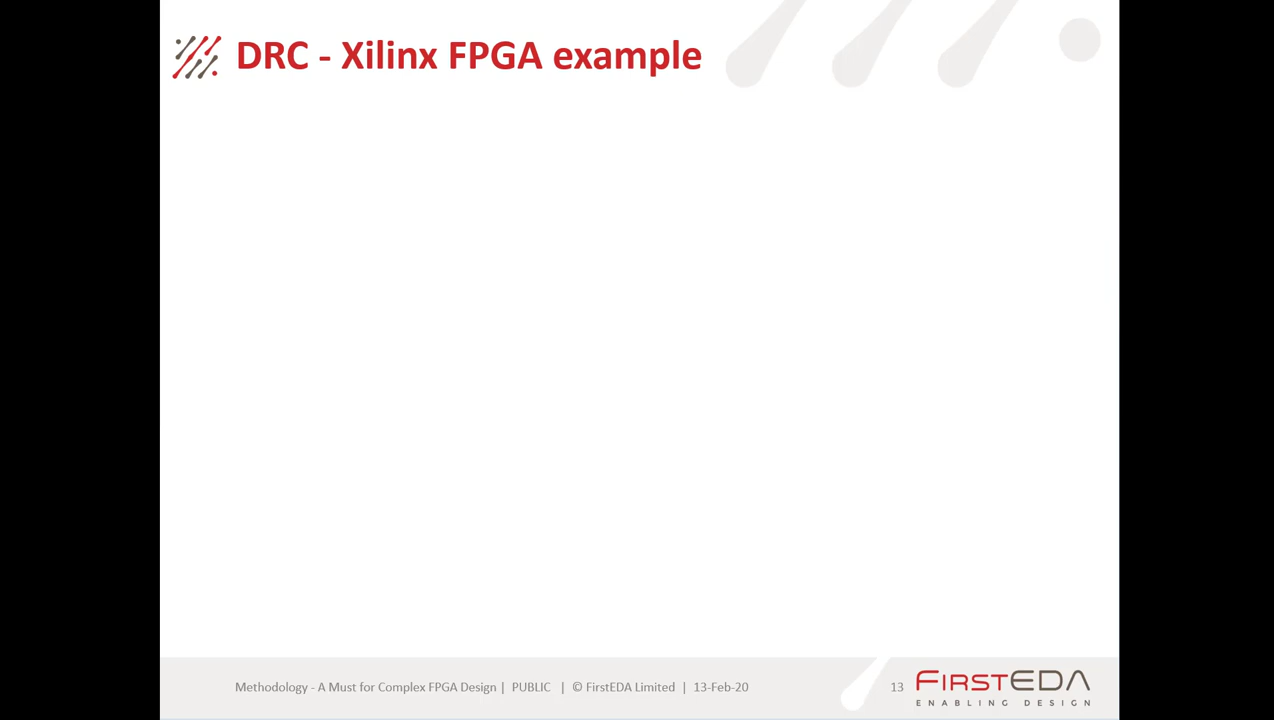 DRC - Xilinx FPGA example
Methodology - A Must for Complex FPGA Design | PUBLIC | © FirstEDA Limited | 13-Feb-20
13
FIRSTEDA
ENABLING DESIGN